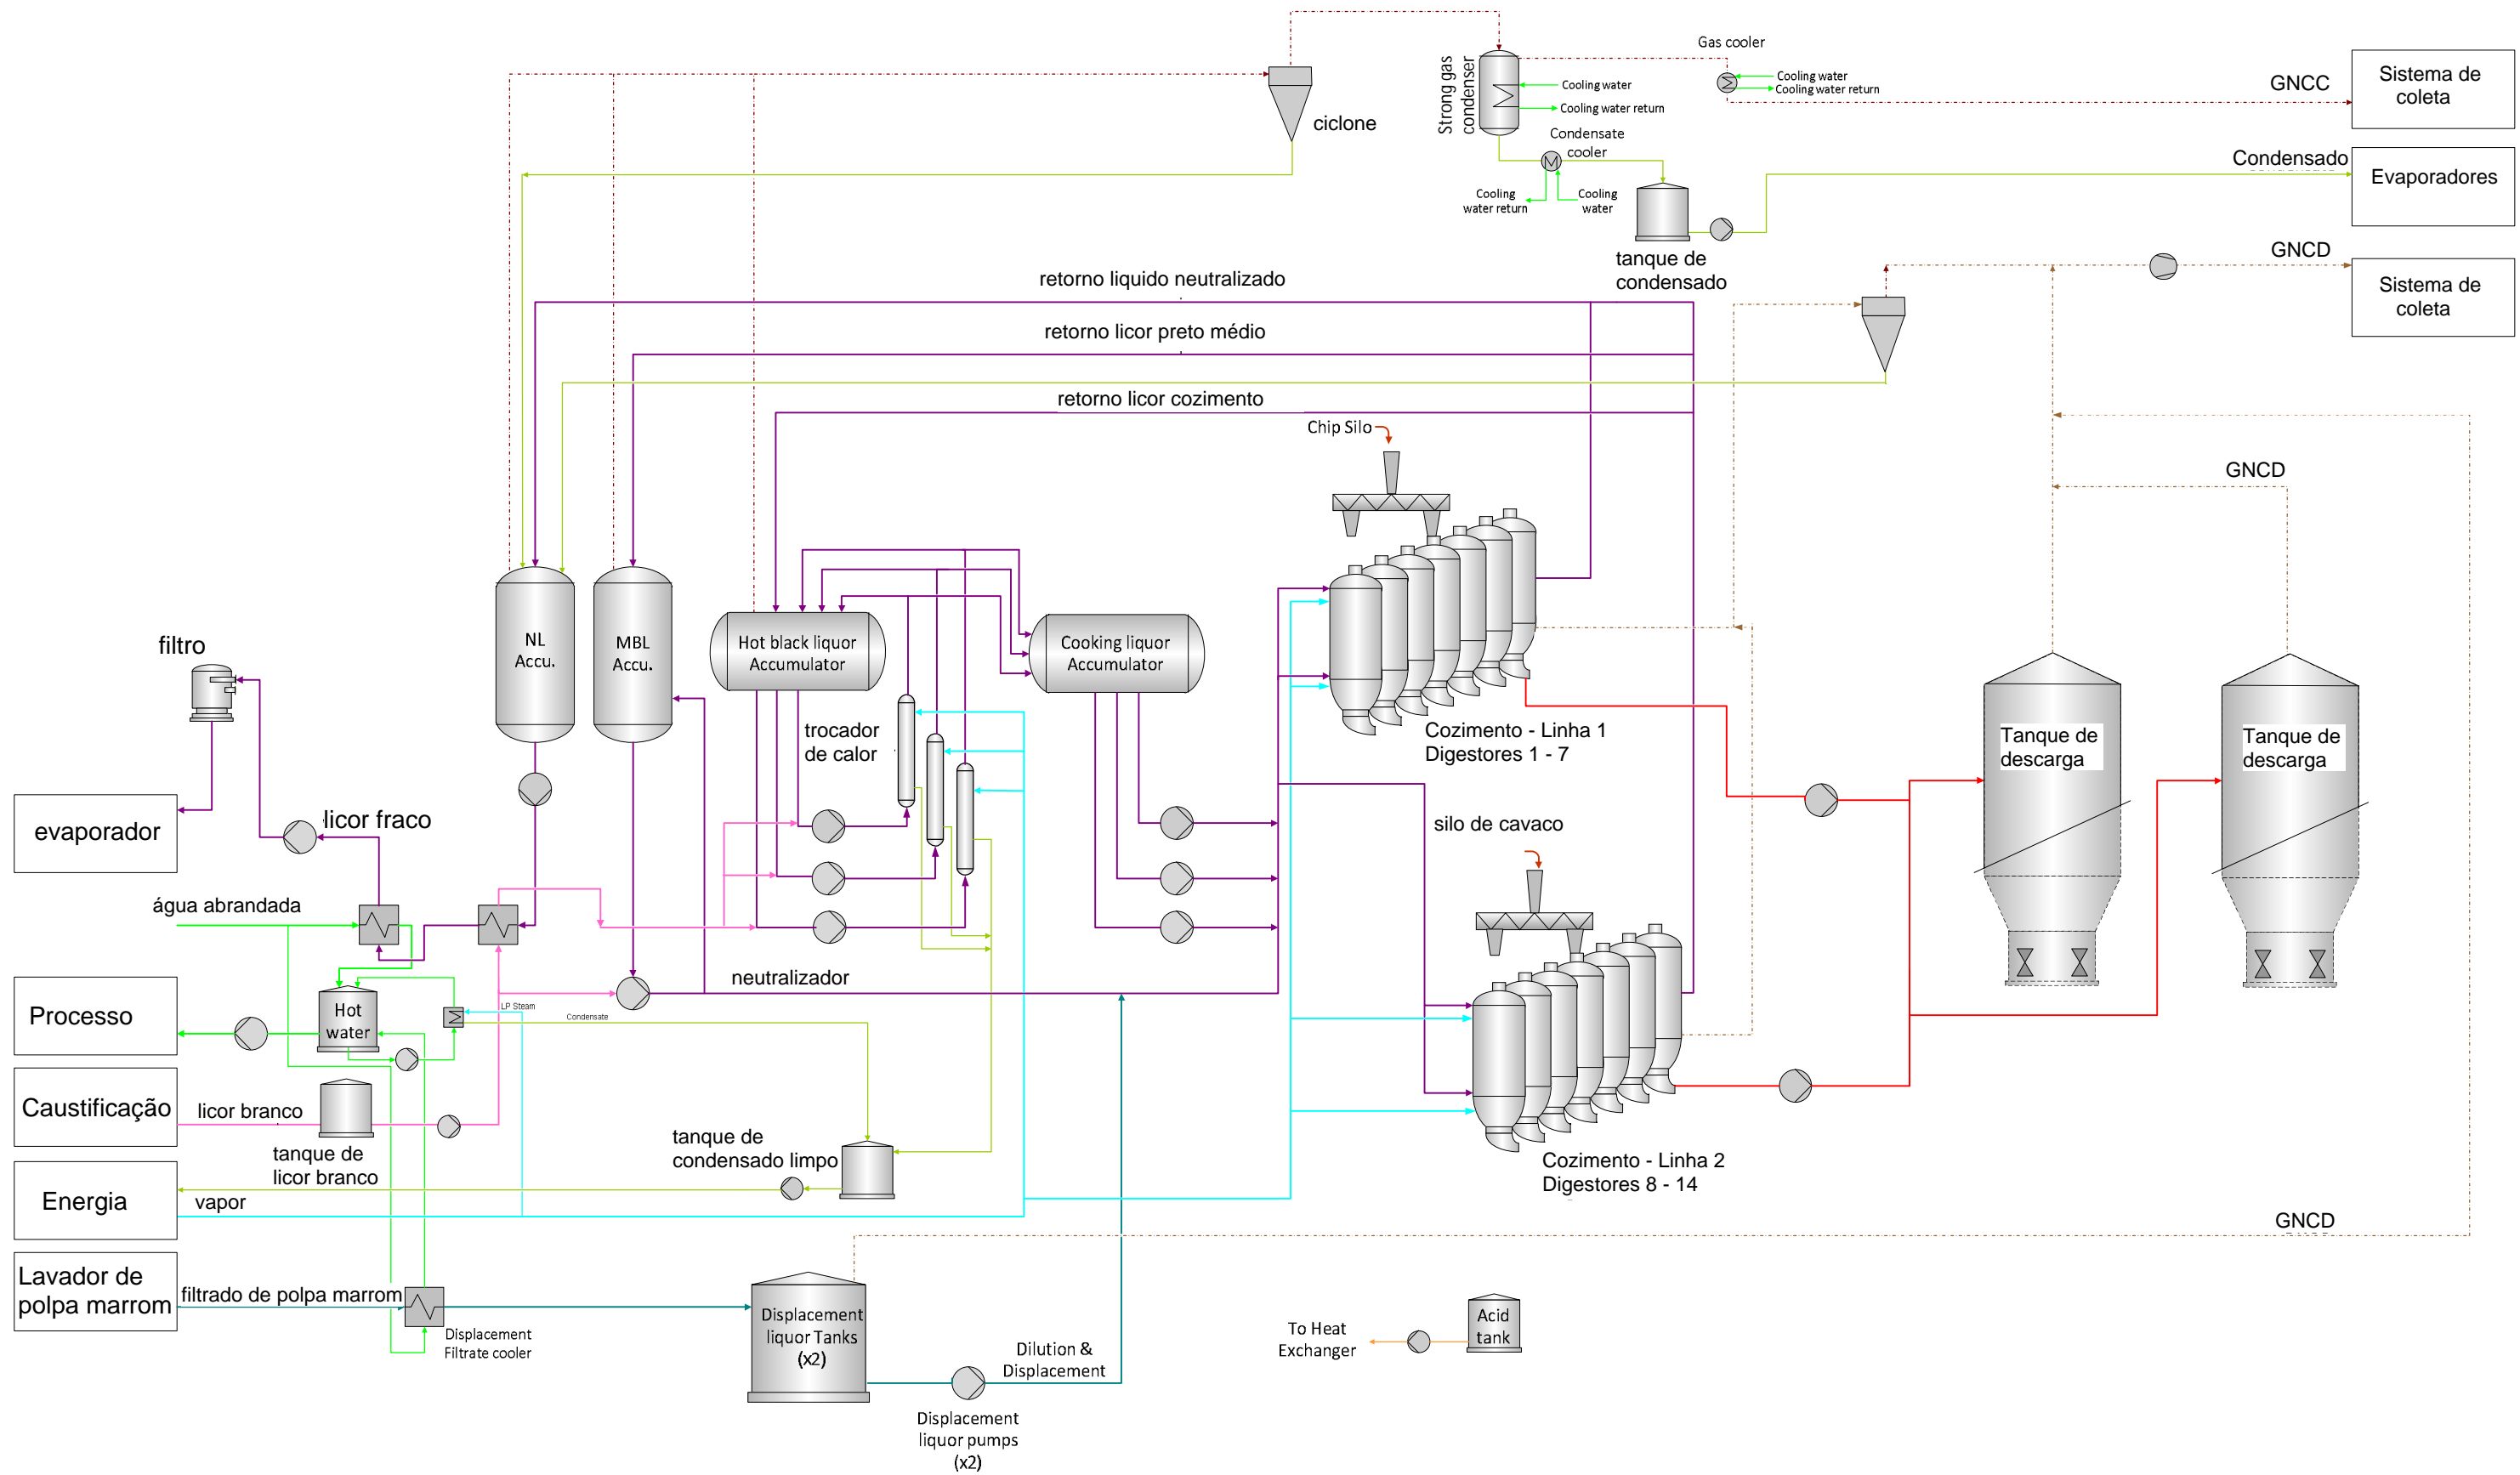 Gas cooler
Strong gas
condenser
Cooling water
Cooling water return
Cooling water
Cooling water return
GNCC
Sistema de
coleta
ciclone
Condensate
cooler
Cooling
water return
Cooling
water
Condensado
Evaporadores
tanque de
condensado
GNCD
Sistema de
coleta
retorno liquido neutralizado
retorno licor preto médio
retorno licor cozimento
Chip Silo
GNCD
NL
Accu.
MBL
Accu.
Hot black liquor
Accumulator
Cooking liquor
Accumulator
filtro
trocador
de calor
Cozimento - Linha 1
Digestores 1 - 7
Tanque de
descarga
Tanque de
descarga
evaporador
licor fraco
silo de cavaco
água abrandada
neutralizador
Processo
Hot
water
LP Steam
Condensate
Caustificação
licor branco
tanque de
licor branco
tanque de
condensado limpo
Cozimento - Linha 2
Digestores 8 - 14
Energia
vapor
GNCD
Lavador de
polpa marrom
filtrado de polpa marrom
Displacement
Filtrate cooler
Displacement
liquor Tanks
(x2)
Dilution &
Displacement
Displacement
liquor pumps
(x2)
To Heat
Exchanger
Acid
tank